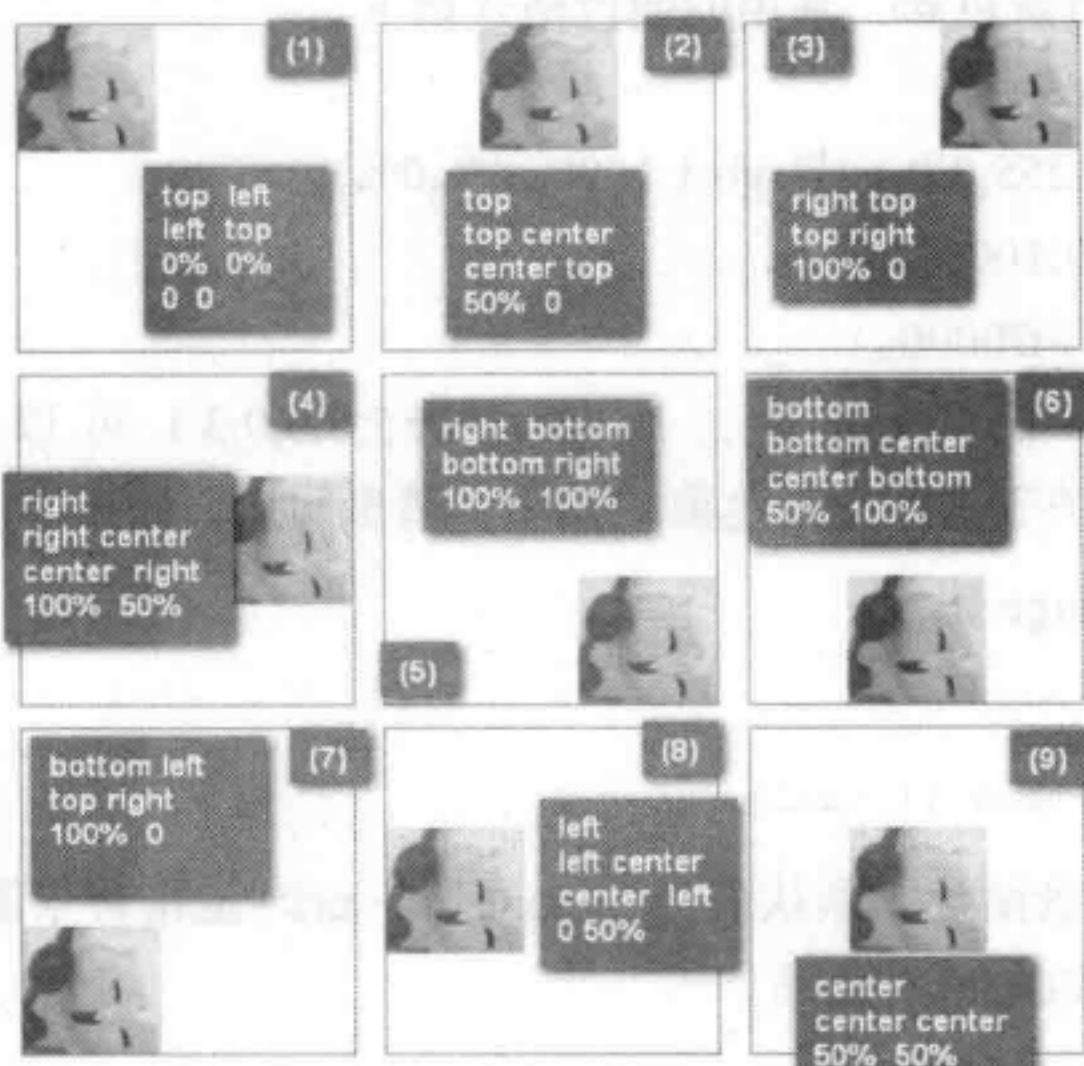 (1)
top left
left top
0% 0%
0 0
(2)
top
top center
center top
50% 0
(3)
right top
top right
100% 0
(4)
right
right center
center right
100% 50%
(5)
right bottom
bottom right
100% 100%
(6)
bottom
bottom center
center bottom
50% 100%
(7)
bottom left
top right
100% 0
(8)
left
left center
center left
0 50%
(9)
center
center center
50% 50%